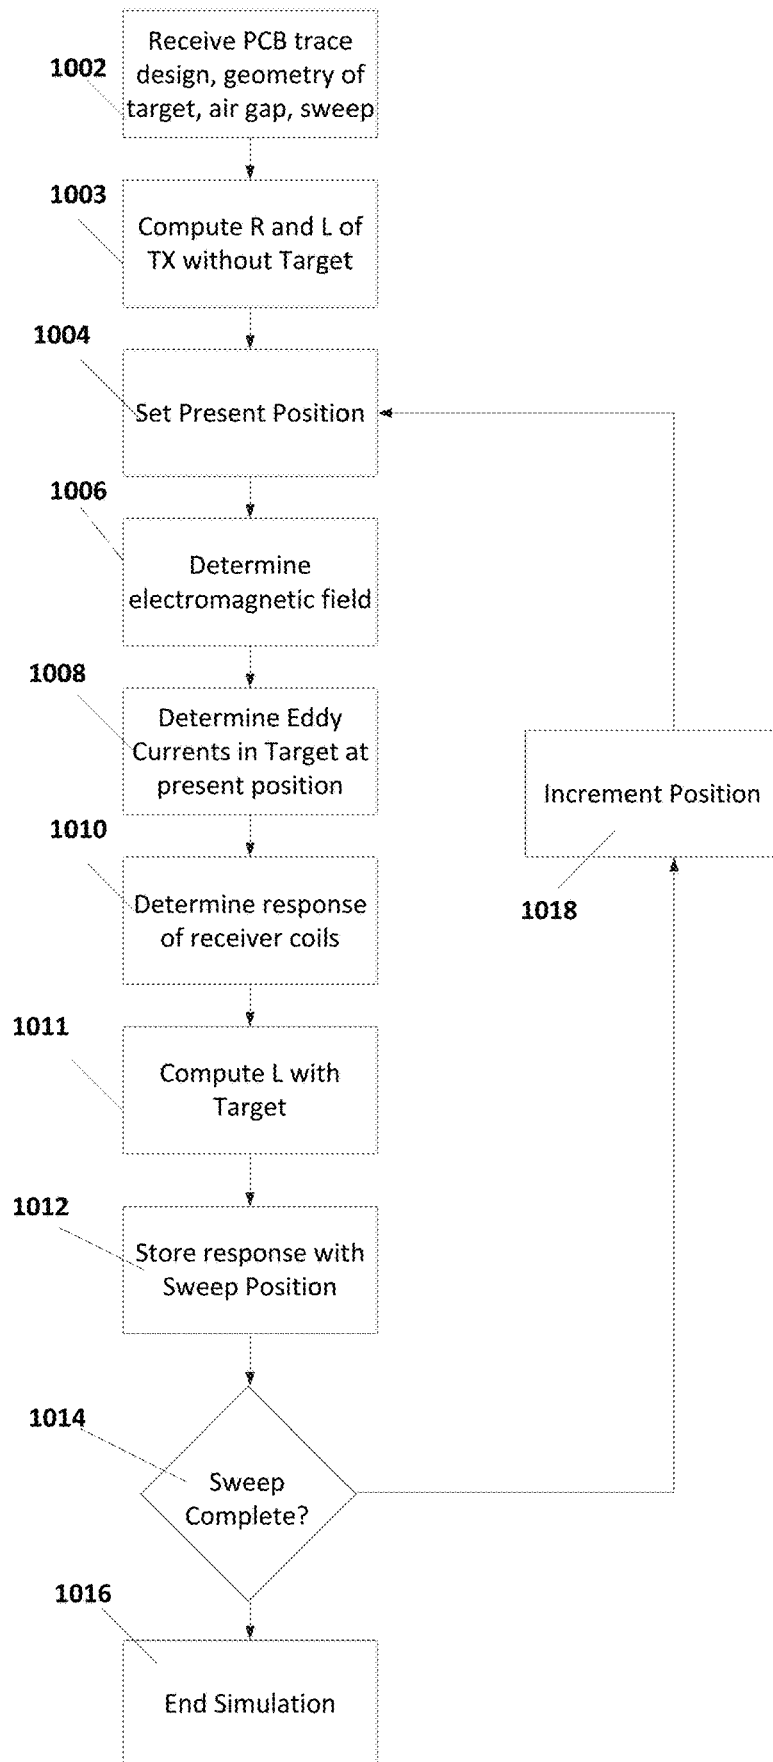 1002
Receive PCB trace
design, geometry of
target, air gap, sweep
1003
Compute R and L of
TX without Target
1004
Set Present Position
1006
Determine
electromagnetic field
1008
Determine Eddy
Currents in Target at
present position
1010
Determine response
of receiver coils
1011
Compute L with
Target
1012
Store response with
Sweep Position
1014
Sweep
Complete?
1016
End Simulation
Increment Position
1018